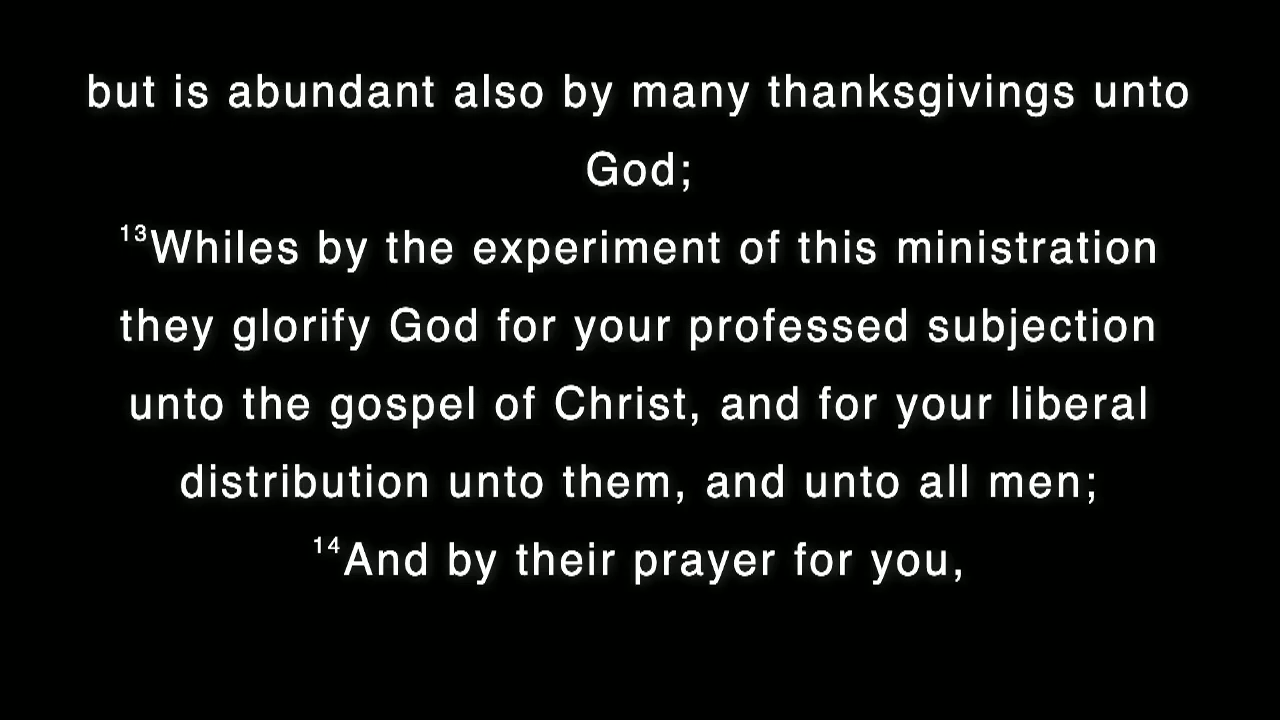 but is abundant also by many thanksgivings unto
God;
¹³Whiles by the experiment of this ministration
they glorify God for your professed subjection
unto the gospel of Christ, and for your liberal
distribution unto them, and unto all men;
¹⁴And by their prayer for you,